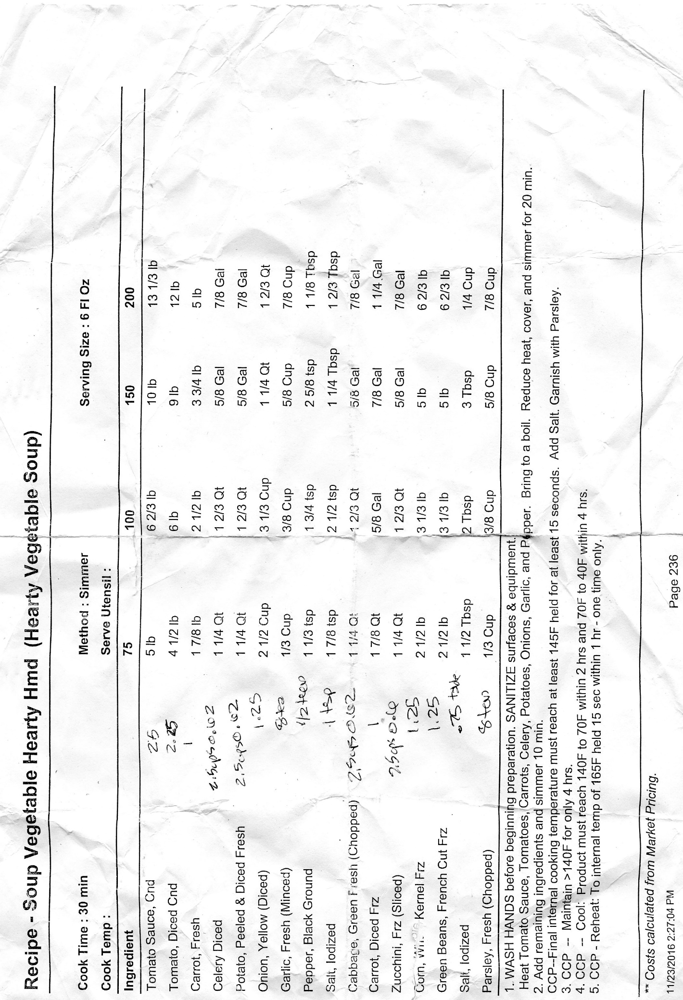 Recipe - Soup Vegetable Hearty Hmd (Hearty Vegetable Soup)
Cook Time : 30 min Method : Simmer Serving Size : 6 Fl Oz
Cook Temp : Serve Utensil :
Ingredient 75 100 150 200
Tomato Sauce, Cnd 2.5 5 lb 6 2/3 lb 10 lb 13 1/3 lb
Tomato, Diced Cnd 2.25 4 1/2 lb 6 lb 9 lb 12 lb
Carrot, Fresh 1 1 7/8 lb 2 1/2 lb 3 3/4 lb 5 lb
Celery Diced 2.5cups 0.62 1 1/4 Qt 1 2/3 Qt 5/8 Gal 7/8 Gal
Potato, Peeled & Diced Fresh 2.5cups 0.62 1 1/4 Qt 1 2/3 Qt 5/8 Gal 7/8 Gal
Onion, Yellow (Diced) 1.25 2 1/2 Cup 3 1/3 Cup 1 1/4 Qt 1 2/3 Qt
Garlic, Fresh (Minced) 8 tea 1/3 Cup 3/8 Cup 5/8 Cup 7/8 Cup
Pepper, Black Ground 1/2 1 1/3 tsp 1 3/4 tsp 2 5/8 tsp 1 1/8 Tbsp
Salt, Iodized 1 tsp 1 7/8 tsp 2 1/2 tsp 1 1/4 Tbsp 1 2/3 Tbsp
Cabbage, Green Fresh (Chopped) 2.5cups 0.62 1 1/4 Qt 1 2/3 Qt 5/8 Gal 7/8 Gal
Carrot, Diced Frz 1 1 7/8 Qt 5/8 Gal 7/8 Gal 1 1/4 Gal
Zucchini, Frz (Sliced) 2.5cups 0.6 1 1/4 Qt 1 2/3 Qt 5/8 Gal 7/8 Gal
Corn, Kernel Frz 1.25 2 1/2 lb 3 1/3 lb 5 lb 6 2/3 lb
Green Beans, French Cut Frz 1.25 2 1/2 lb 3 1/3 lb 5 lb 6 2/3 lb
Salt, Iodized .75 table 1 1/2 Tbsp 2 Tbsp 3 Tbsp 1/4 Cup
Parsley, Fresh (Chopped) 8 1/3 Cup 3/8 Cup 5/8 Cup 7/8 Cup
1.. WASH HANDS before beginning preparation. SANITIZE surfaces & equipment.
Heat Tomato Sauce, Tomatoes, Carrots, Celery, Potatoes, Onions, Garlic, and Pepper. Bring to a boil. Reduce heat, cover, and simmer for 20 min.
2. Add remaining ingredients and simmer 10 min.
CCP--Final internal cooking temperature must reach at least 145F held for at least 15 seconds. Add Salt. Garnish with Parsley.
3. CCP -- Maintain >140F for only 4 hrs.
4. CCP -- Cool: Product must reach 140F to 70F within 2 hrs and 70F to 40F within 4 hrs.
5. CCP - Reheat: To internal temp of 165F held 15 sec within 1 hr - one time only.
** Costs calculated from Market Pricing.
11/23/2016 2:27:04 PM Page 236